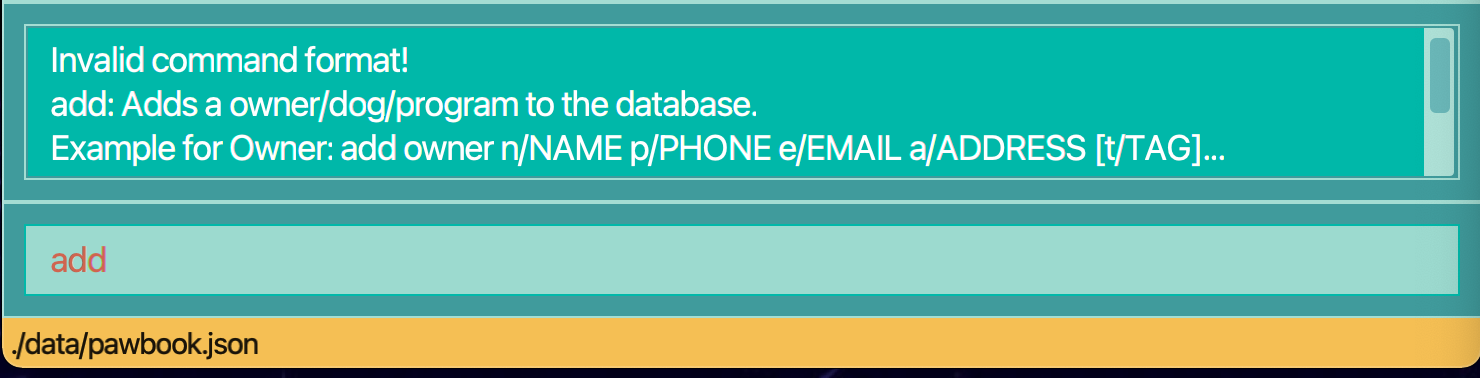 Invalid command format!
add: Adds a owner/dog/program to the database.
Example for Owner: add owner n/NAME p/PHONE e/EMAIL a/ADDRESS [t/TAG]...
add
./data/pawbook.json